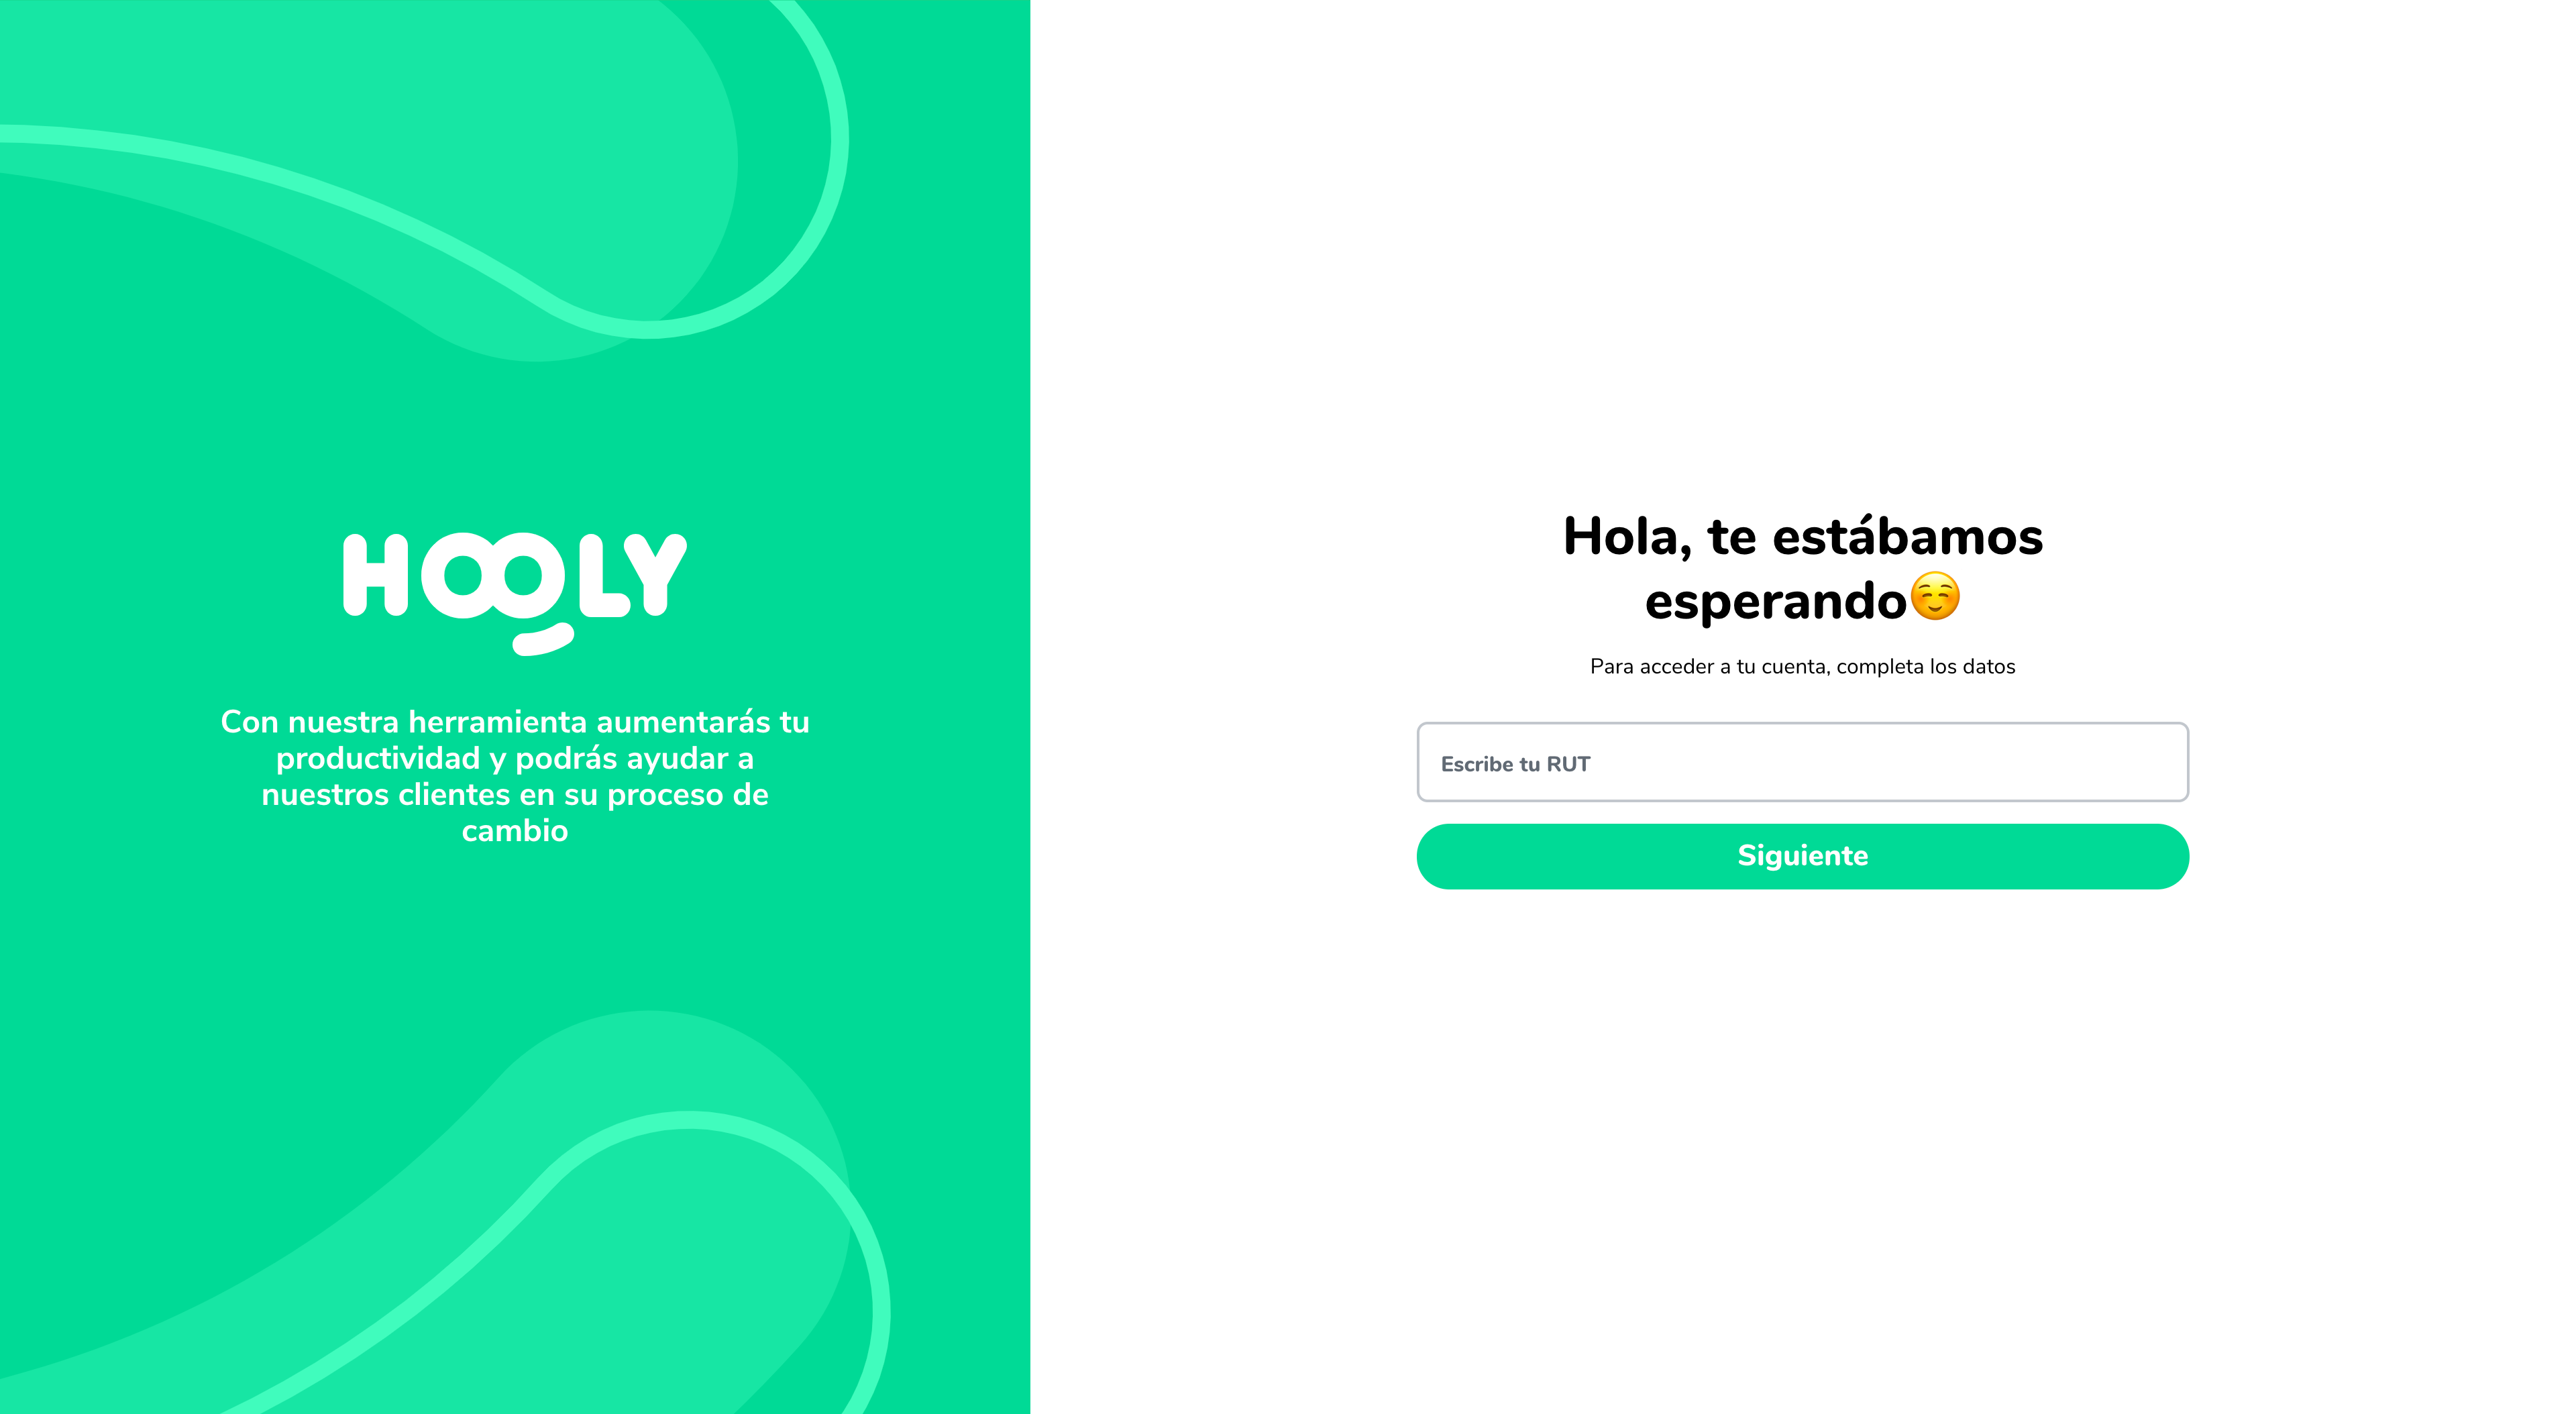 HOOLY
Con nuestra herramienta aumentarás tu
productividad y podrás ayudar a
nuestros clientes en su proceso de
cambio
Hola, te estábamos
esperando☺️
Para acceder a tu cuenta, completa los datos
Escribe tu RUT
Siguiente